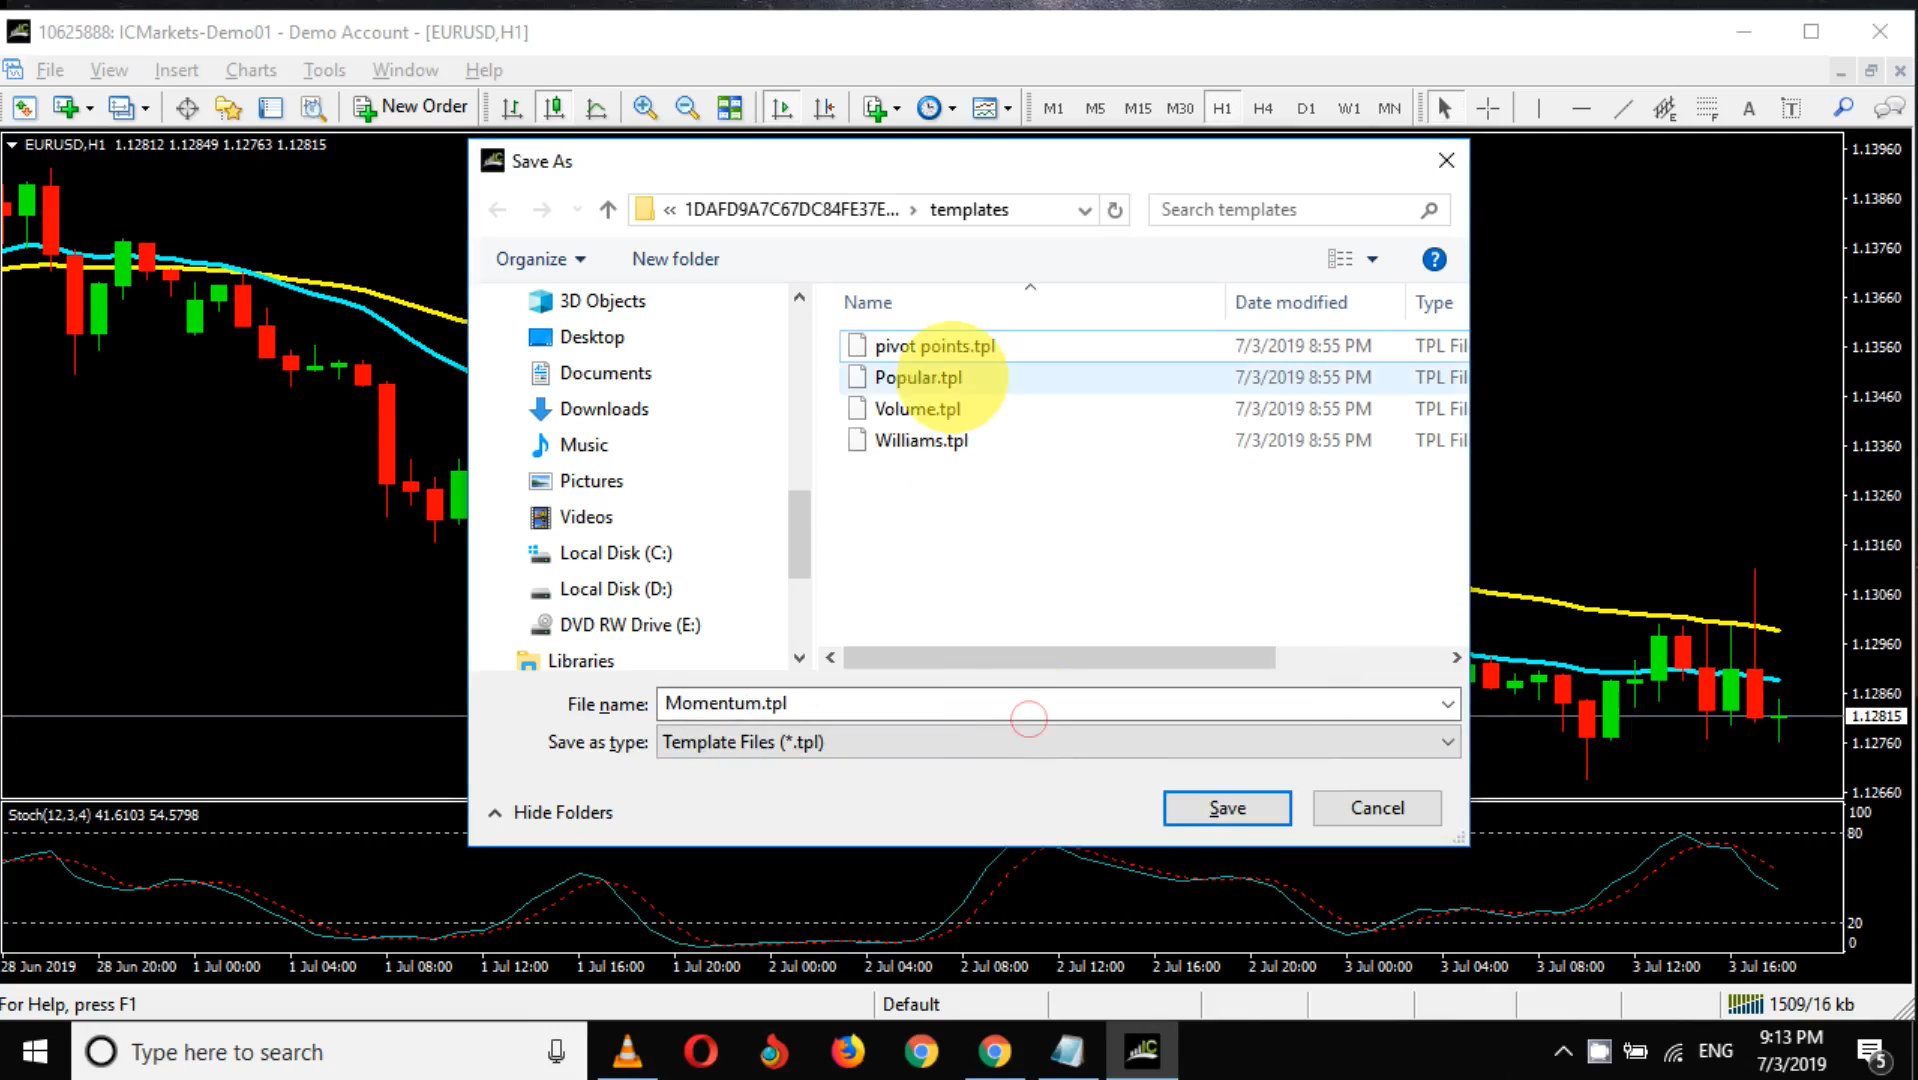 10625888: ICMarkets-Demo01 - Demo Account - [EURUSD,H1]
File View Insert Charts Tools Window Help
New Order M1 M5 M15 M30 H1 H4 D1 W1 MN A T
EURUSD,H1 1.12812 1.12849 1.12763 1.12815
Save As
« 1DAFD9A7C67DC84FE37E... › templates
Search templates
Organize New folder
Name Date modified Type
3D Objects
Desktop
Documents
Downloads
Music
Pictures
Videos
Local Disk (C:)
Local Disk (D:)
DVD RW Drive (E:)
Libraries
pivot points.tpl 7/3/2019 8:55 PM TPL Fil
Popular.tpl 7/3/2019 8:55 PM TPL Fil
Volume.tpl 7/3/2019 8:55 PM TPL Fil
Williams.tpl 7/3/2019 8:55 PM TPL Fil
File name: Momentum.tpl
Save as type: Template Files (*.tpl)
Hide Folders
Save Cancel
1.13960
1.13860
1.13760
1.13660
1.13560
1.13460
1.13360
1.13260
1.13160
1.13060
1.12960
1.12860
1.12815
1.12760
1.12660
Stoch(12,3,4) 41.6103 54.5798
100
80
20
0
28 Jun 2019 28 Jun 20:00 1 Jul 00:00 1 Jul 04:00 1 Jul 08:00 1 Jul 12:00 1 Jul 16:00 1 Jul 20:00 2 Jul 00:00 2 Jul 04:00 2 Jul 08:00 2 Jul 12:00 2 Jul 16:00 2 Jul 20:00 3 Jul 00:00 3 Jul 04:00 3 Jul 08:00 3 Jul 12:00 3 Jul 16:00
For Help, press F1 Default 1509/16 kb
Type here to search
IC
ENG
9:13 PM
7/3/2019
5